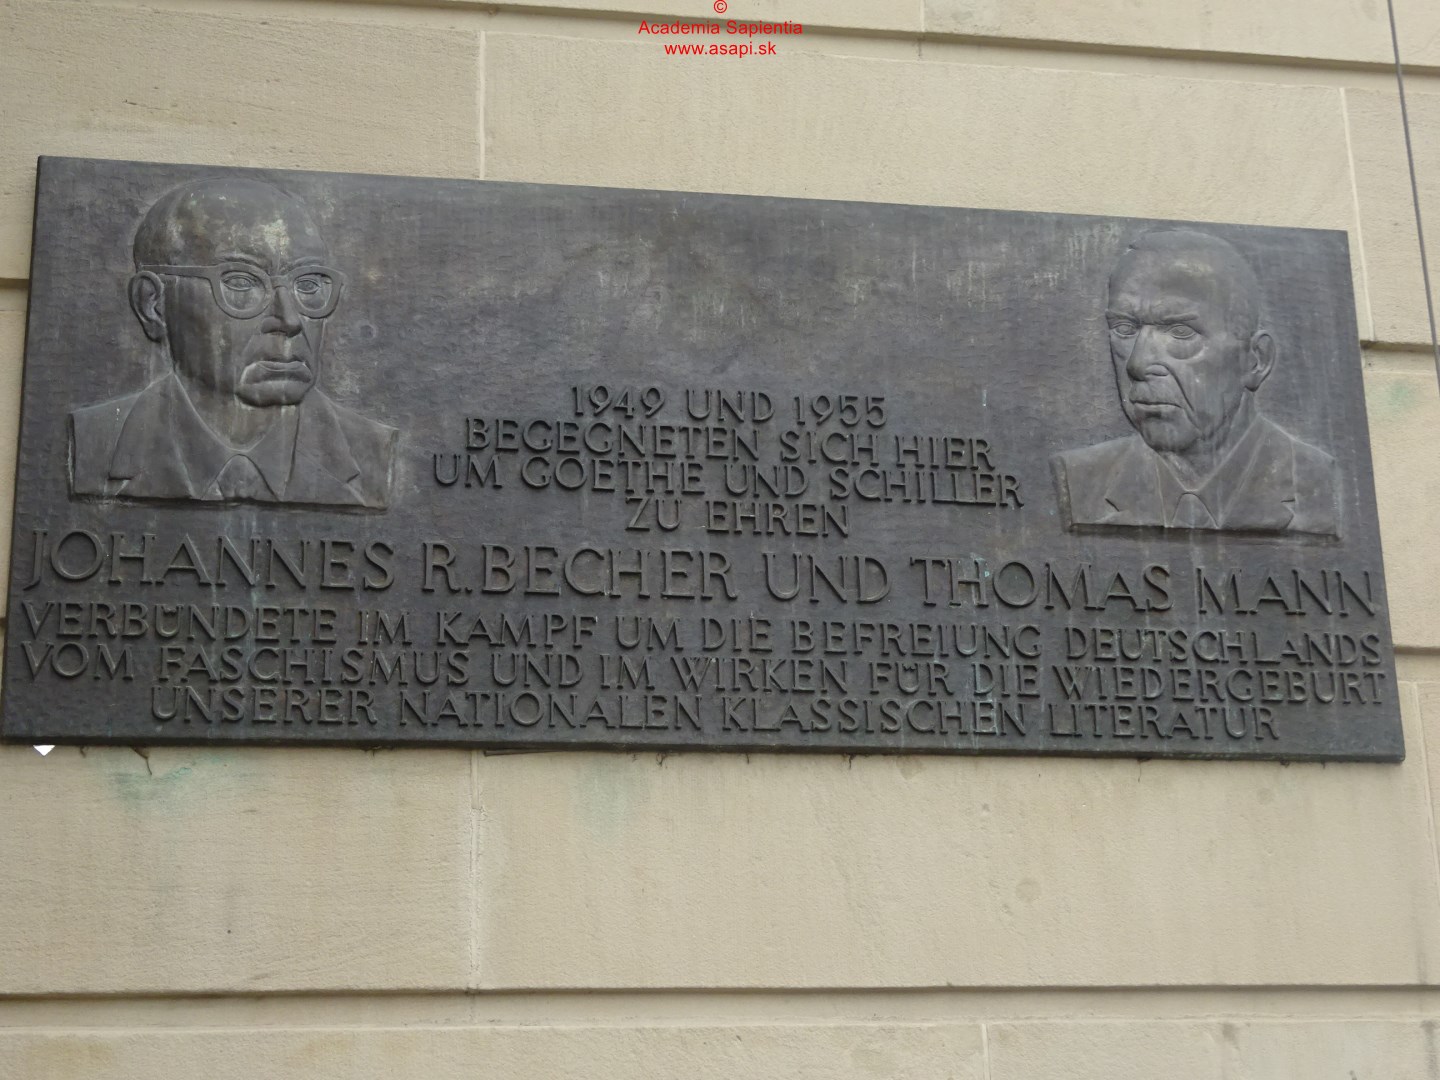 ©
Academia Sapientia
www.asapi.sk
1949 UND 1955
BEGEGNETEN SICH HIER
UM GOETHE UND SCHILLER
ZU EHREN
JOHANNES R. BECHER UND THOMAS MANN
VERBÜNDETE IM KAMPF UM DIE BEFREIUNG DEUTSCHLANDS
VOM FASCHISMUS UND IM WIRKEN FÜR DIE WIEDERGEBURT
UNSERER NATIONALEN KLASSISCHEN LITERATUR